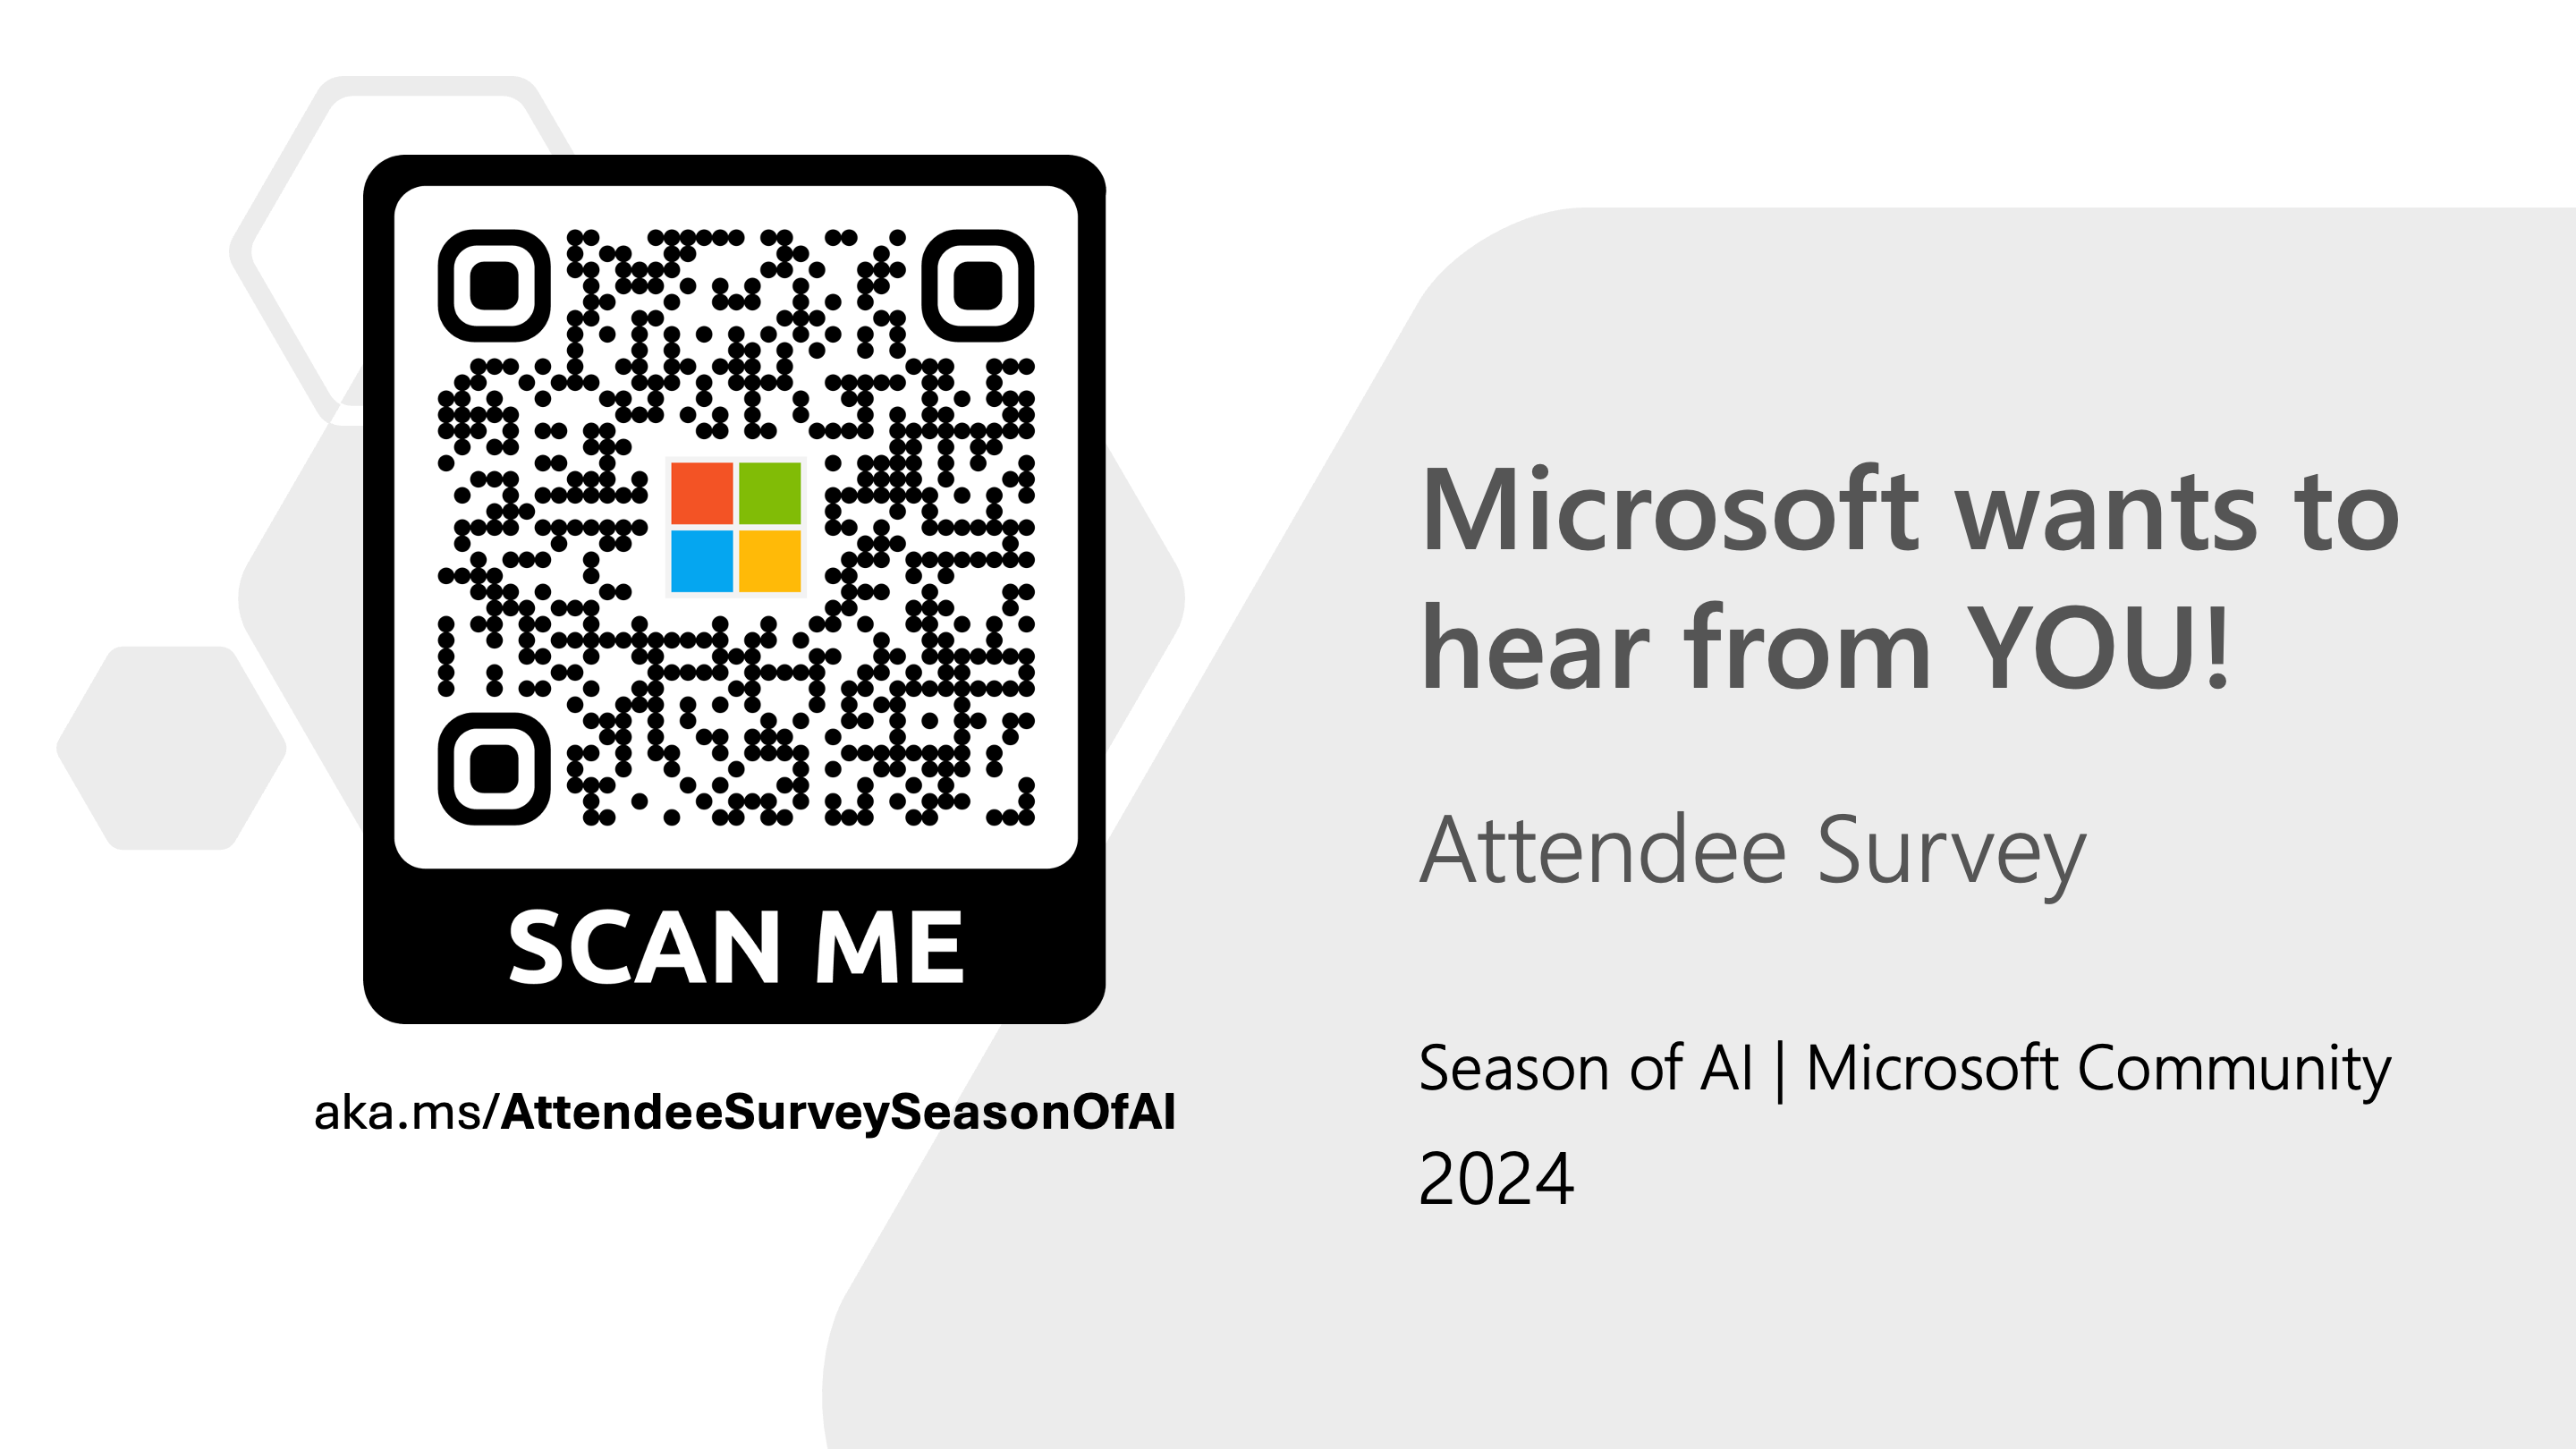 SCAN ME
aka.ms/AttendeeSurveySeasonOfAI
Microsoft wants to
hear from YOU!
Attendee Survey
Season of AI | Microsoft Community
2024